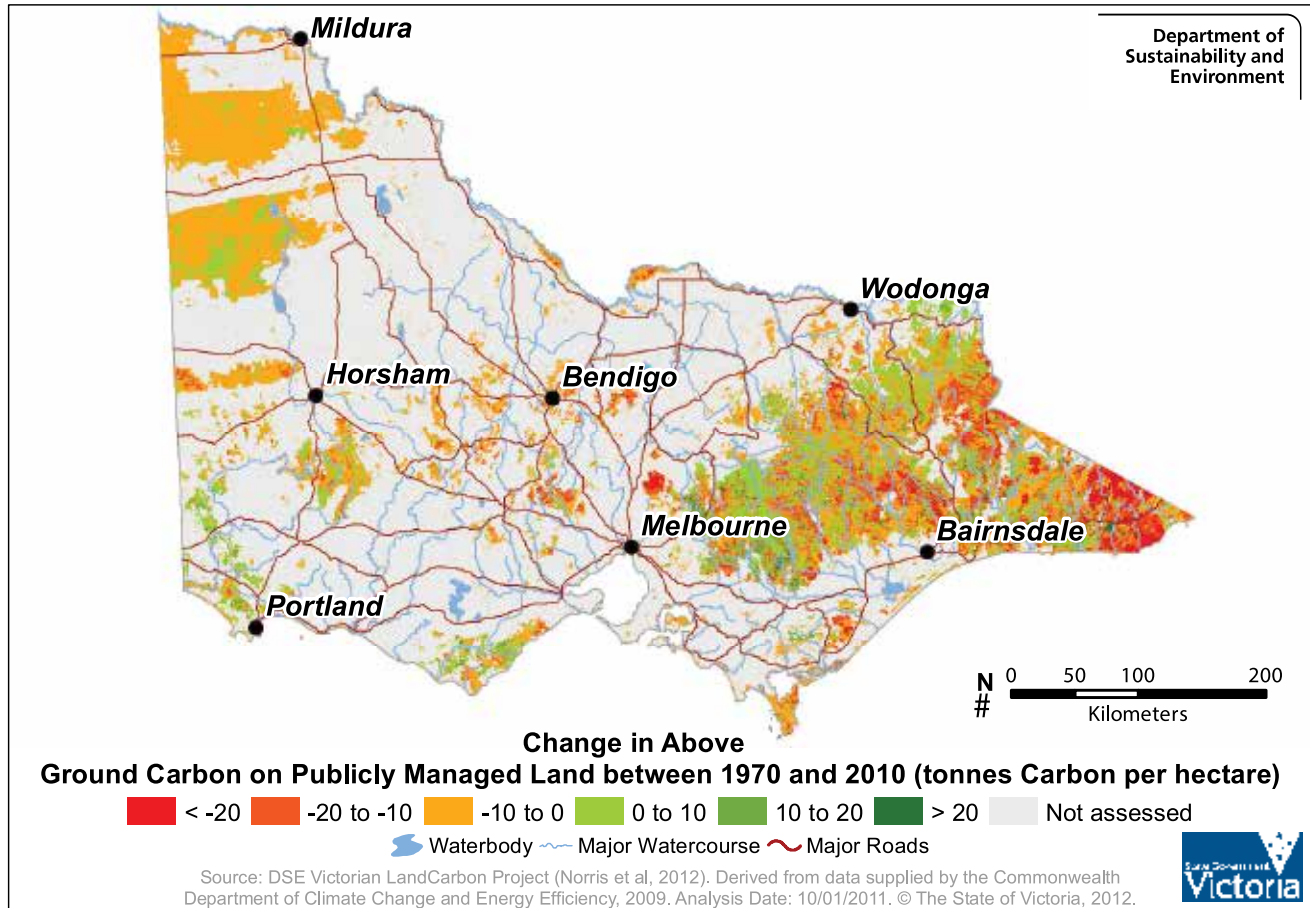 Department of
Sustainability and
Environment
Mildura
Wodonga
Horsham
Bendigo
Melbourne
Bairnsdale
Portland
N
#
0 50 100 200
Kilometers
Change in Above
Ground Carbon on Publicly Managed Land between 1970 and 2010 (tonnes Carbon per hectare)
< -20 -20 to -10 -10 to 0 0 to 10 10 to 20 > 20 Not assessed
Waterbody Major Watercourse Major Roads
Source: DSE Victorian LandCarbon Project (Norris et al, 2012). Derived from data supplied by the Commonwealth
Department of Climate Change and Energy Efficiency, 2009. Analysis Date: 10/01/2011. © The State of Victoria, 2012.
State Government
Victoria